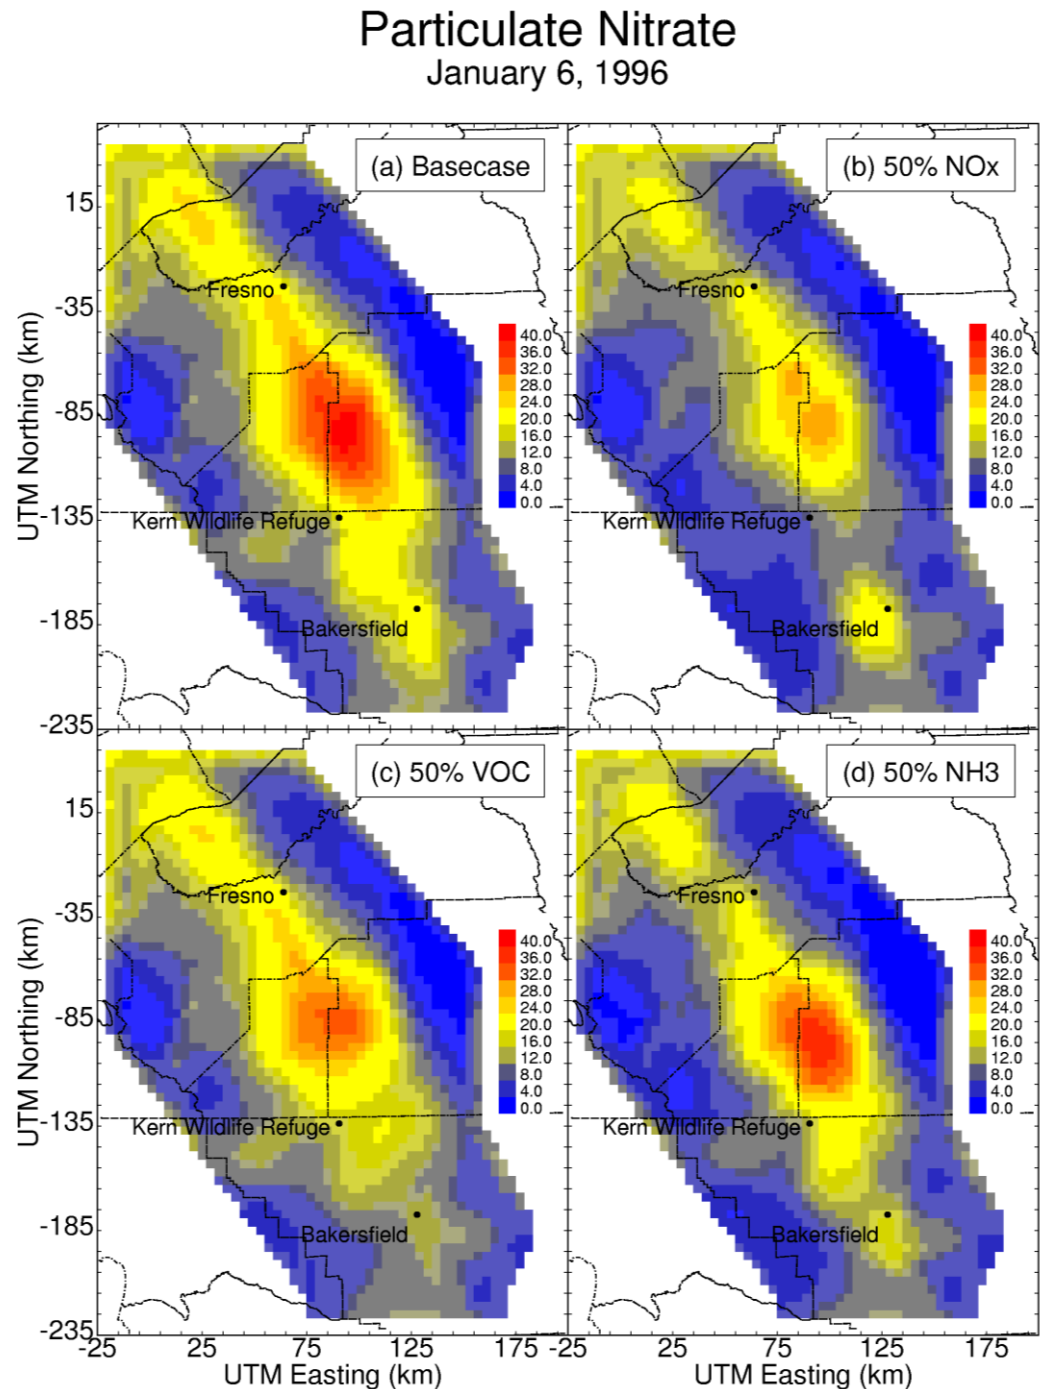 Particulate Nitrate
January 6, 1996
(a) Basecase
(b) 50% NOx
15
-35
-85
-135
-185
-235
UTM Northing (km)
Fresno
Kern Wildlife Refuge
Bakersfield
40.0
36.0
32.0
28.0
24.0
20.0
16.0
12.0
8.0
4.0
0.0
Fresno
Kern Wildlife Refuge
Bakersfield
40.0
36.0
32.0
28.0
24.0
20.0
16.0
12.0
8.0
4.0
0.0
(c) 50% VOC
(d) 50% NH3
15
-35
-85
-135
-185
-235
UTM Northing (km)
Fresno
Kern Wildlife Refuge
Bakersfield
40.0
36.0
32.0
28.0
24.0
20.0
16.0
12.0
8.0
4.0
0.0
Fresno
Kern Wildlife Refuge
Bakersfield
40.0
36.0
32.0
28.0
24.0
20.0
16.0
12.0
8.0
4.0
0.0
-25 25 75 125 175
-25 25 75 125 175
UTM Easting (km)
UTM Easting (km)